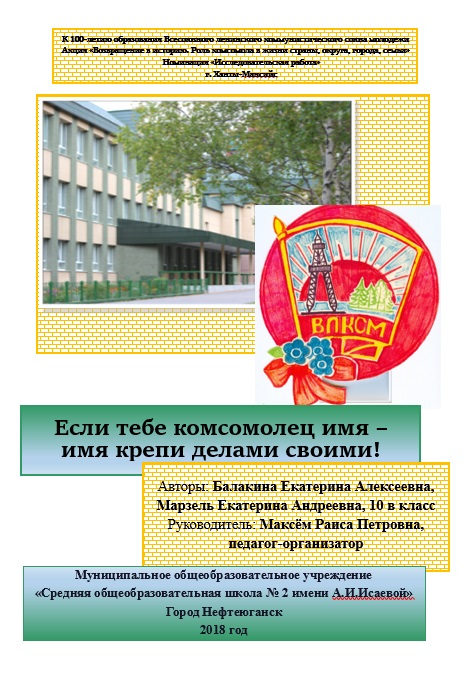 К 100-летию образования Всесоюзного ленинского коммунистического союза молодежи
Акция «Возвращение в историю. Роль комсомола в жизни страны, округа, города, семьи»
Номинация «Исследовательская работа»
г. Ханты-Мансийс
ВЛКСМ
Если тебе комсомолец имя –
имя крепи делами своими!
Авторы: Балакина Екатерина Алексеевна,
Марзель Екатерина Андреевна, 10 в класс
Руководитель: Максём Раиса Петровна,
педагог-организатор
Муниципальное общеобразовательное учреждение
«Средняя общеобразовательная школа № 2 имени А.И.Исаевой»
Город Нефтеюганск
2018 год